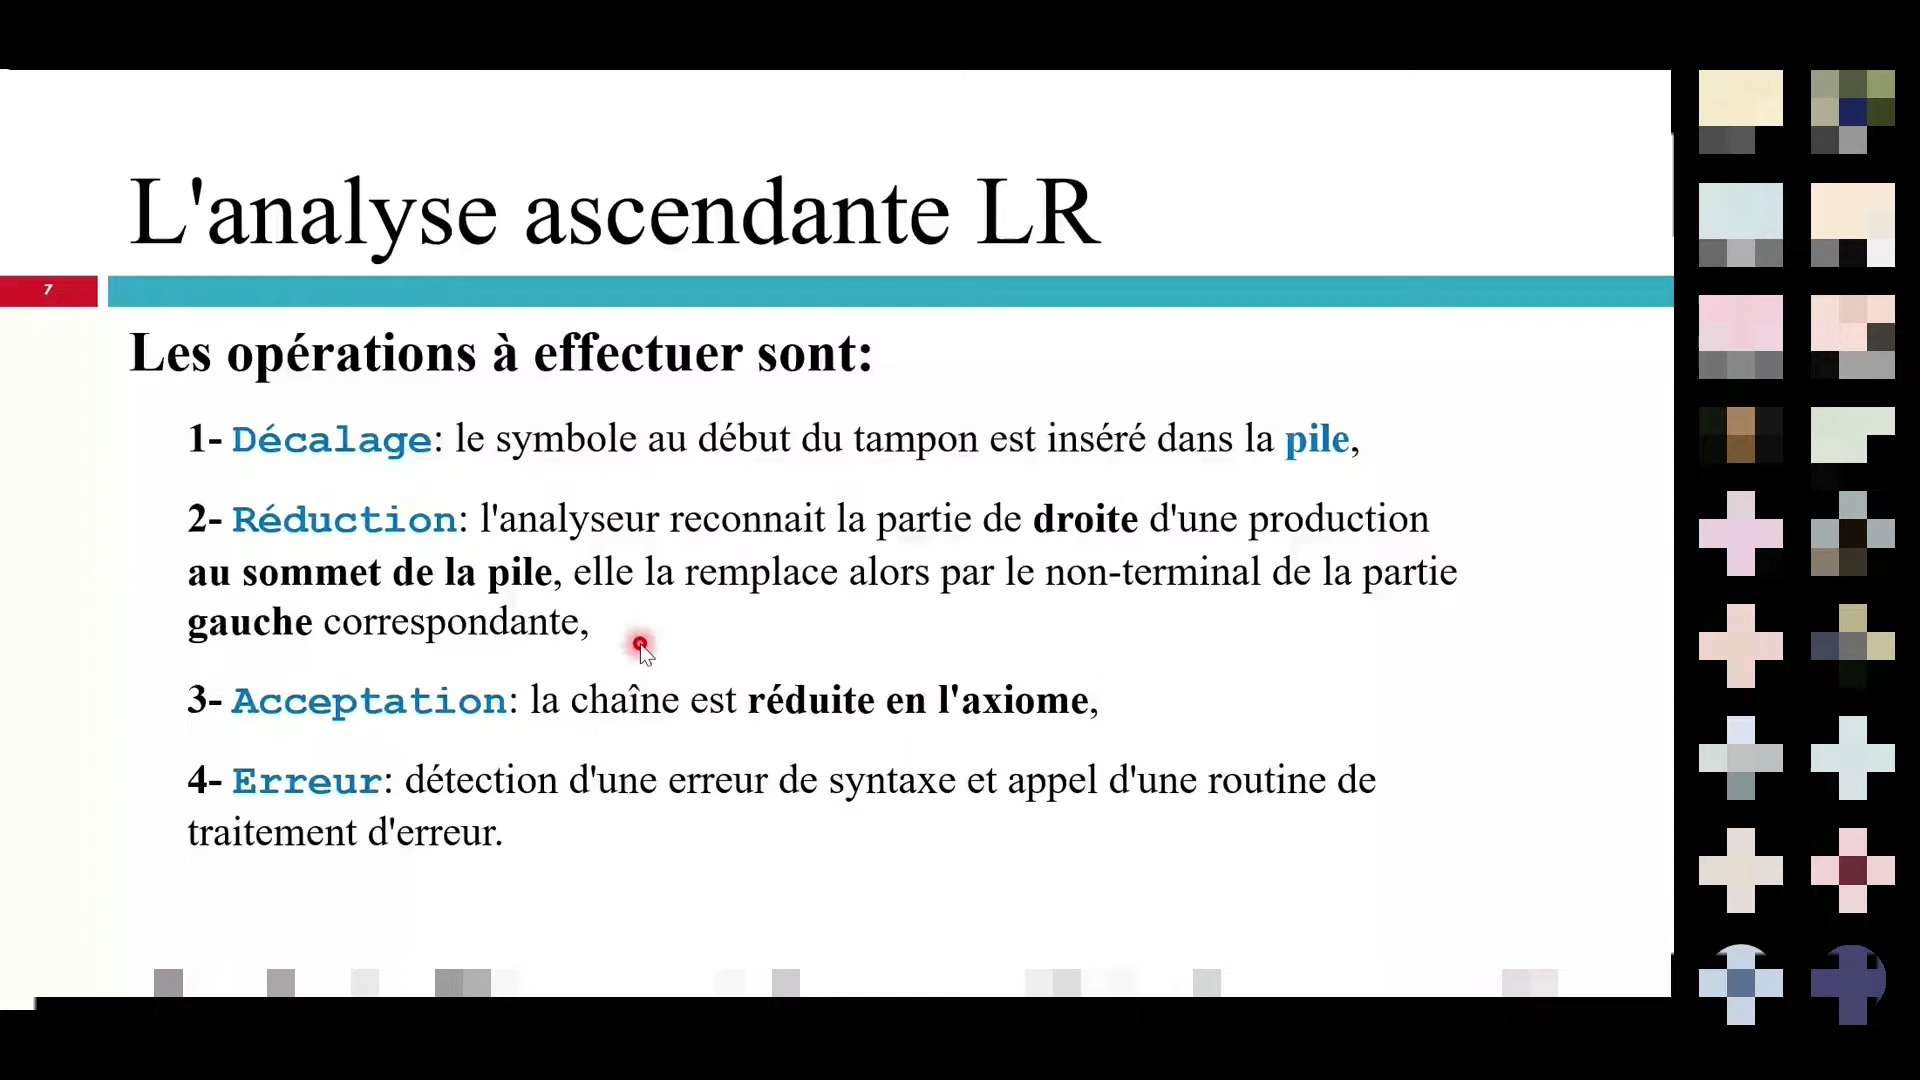 L'analyse ascendante LR
7
Les opérations à effectuer sont:
1- Décalage: le symbole au début du tampon est inséré dans la pile,
2- Réduction: l'analyseur reconnait la partie de droite d'une production
au sommet de la pile, elle la remplace alors par le non-terminal de la partie
gauche correspondante,
3- Acceptation: la chaîne est réduite en l'axiome,
4- Erreur: détection d'une erreur de syntaxe et appel d'une routine de
traitement d'erreur.